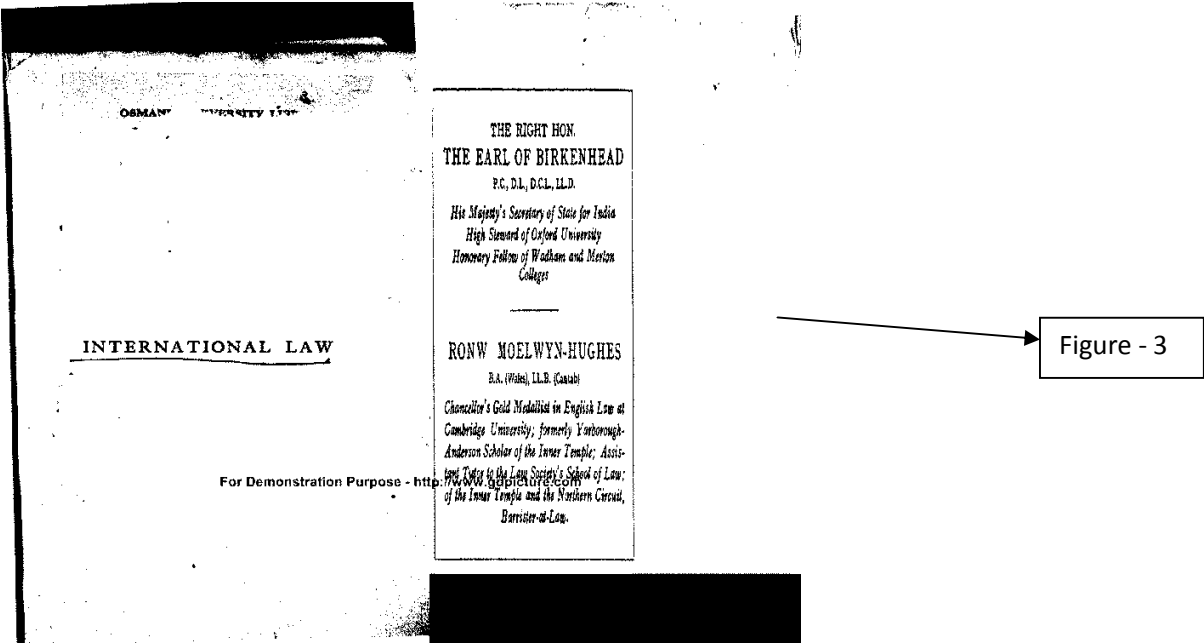 INTERNATIONAL LAW
THE RIGHT HON.
THE EARL OF BIRKENHEAD
P.C., D.L., D.C.L., LL.D.
His Majesty's Secretary of State for India
High Steward of Oxford University
Honorary Fellow of Wadham and Merton
Colleges
RONW MOELWYN-HUGHES
B.A. (Wales), LL.B. (Cantab)
Chancellor's Gold Medallist in English Law at
Cambridge University; formerly Yarborough-
Anderson Scholar of the Inner Temple; Assis-
tant Tutor to the Law Society's School of Law;
of the Inner Temple and the Northern Circuit,
Barrister-at-Law.
For Demonstration Purpose - http://www.gdpicture.com
Figure - 3